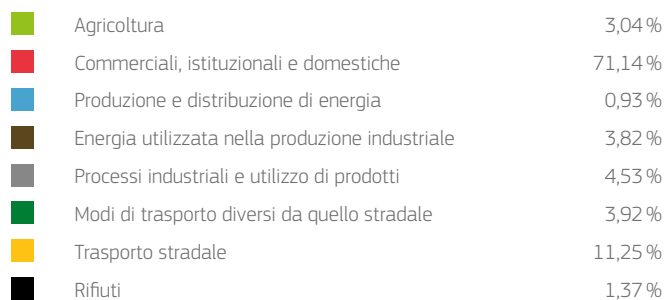 Agricoltura 3,04 %
Commerciali, istituzionali e domestiche 71,14 %
Produzione e distribuzione di energia 0,93 %
Energia utilizzata nella produzione industriale 3,82 %
Processi industriali e utilizzo di prodotti 4,53 %
Modi di trasporto diversi da quello stradale 3,92 %
Trasporto stradale 11,25 %
Rifiuti 1,37 %